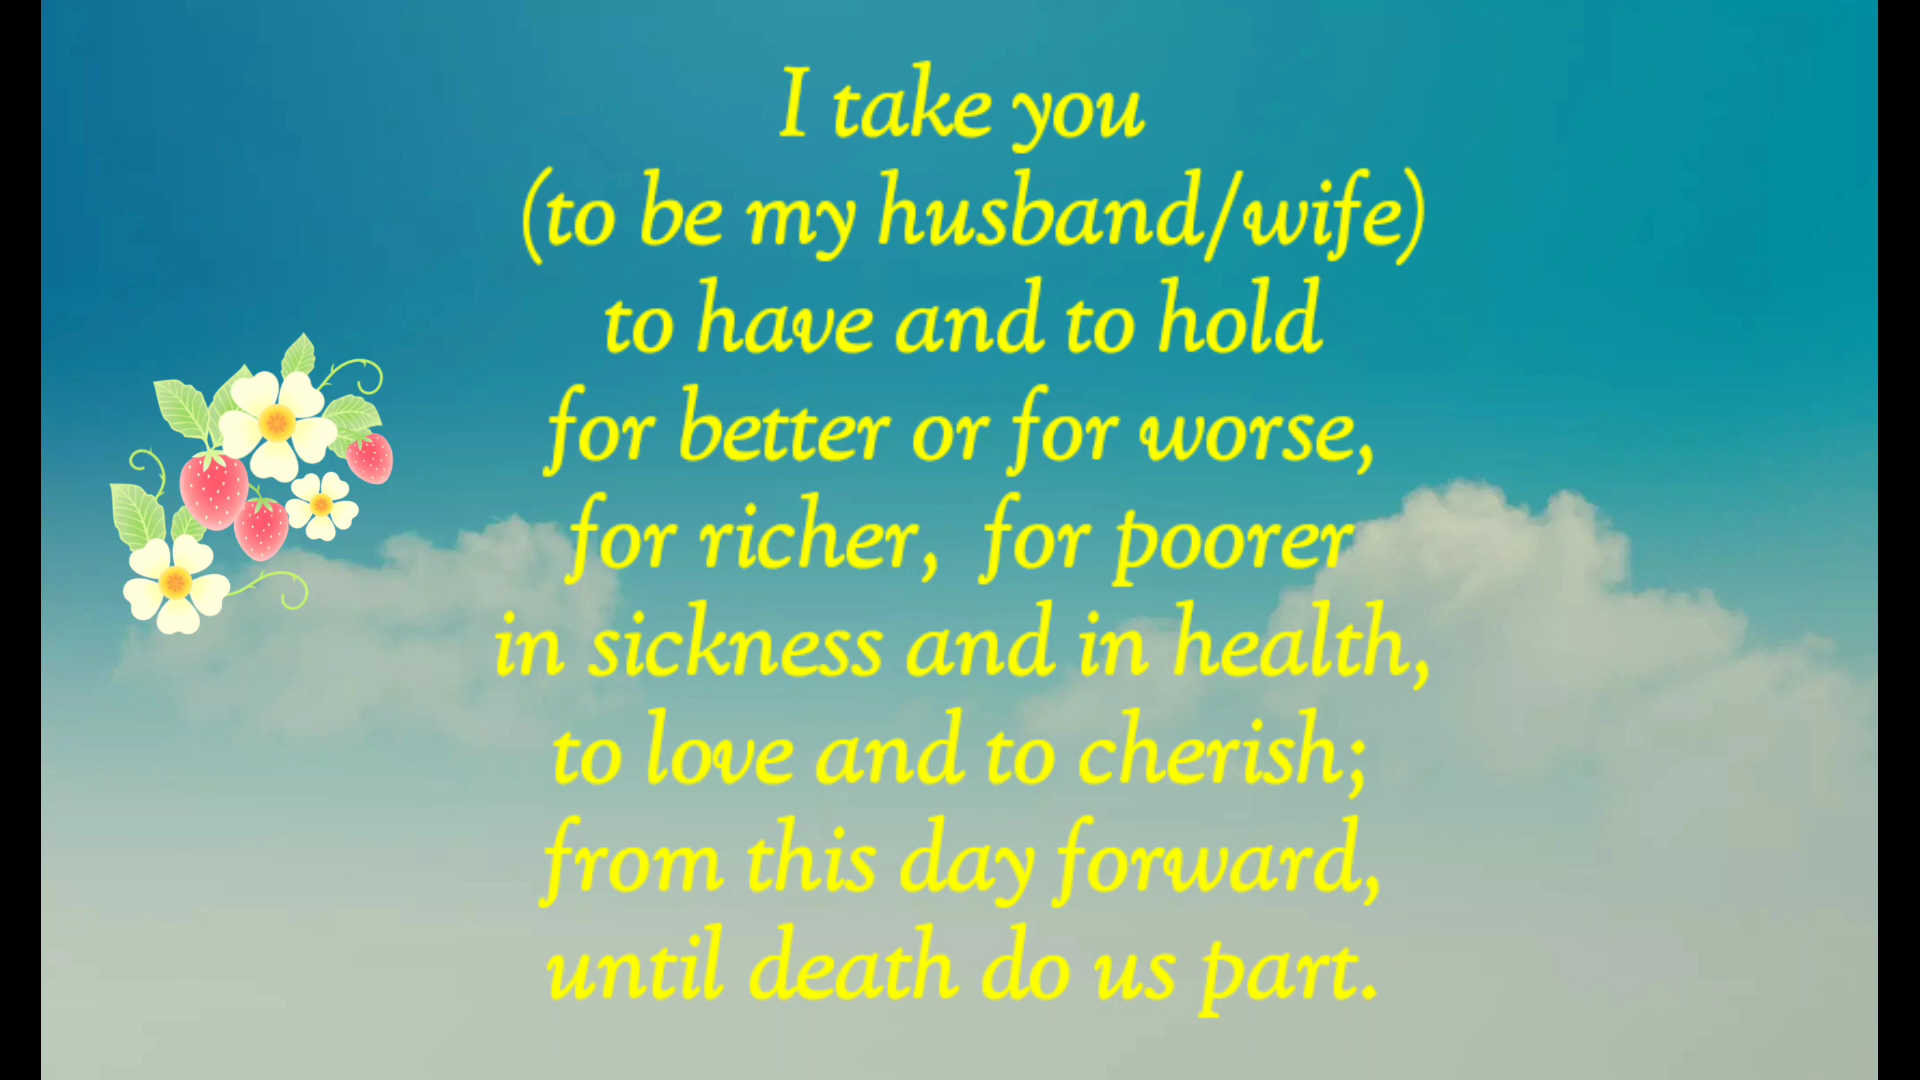 I take you
(to be my husband/wife)
to have and to hold
for better or for worse,
for richer,  for poorer
in sickness and in health,
to love and to cherish;
from this day forward,
until death do us part.